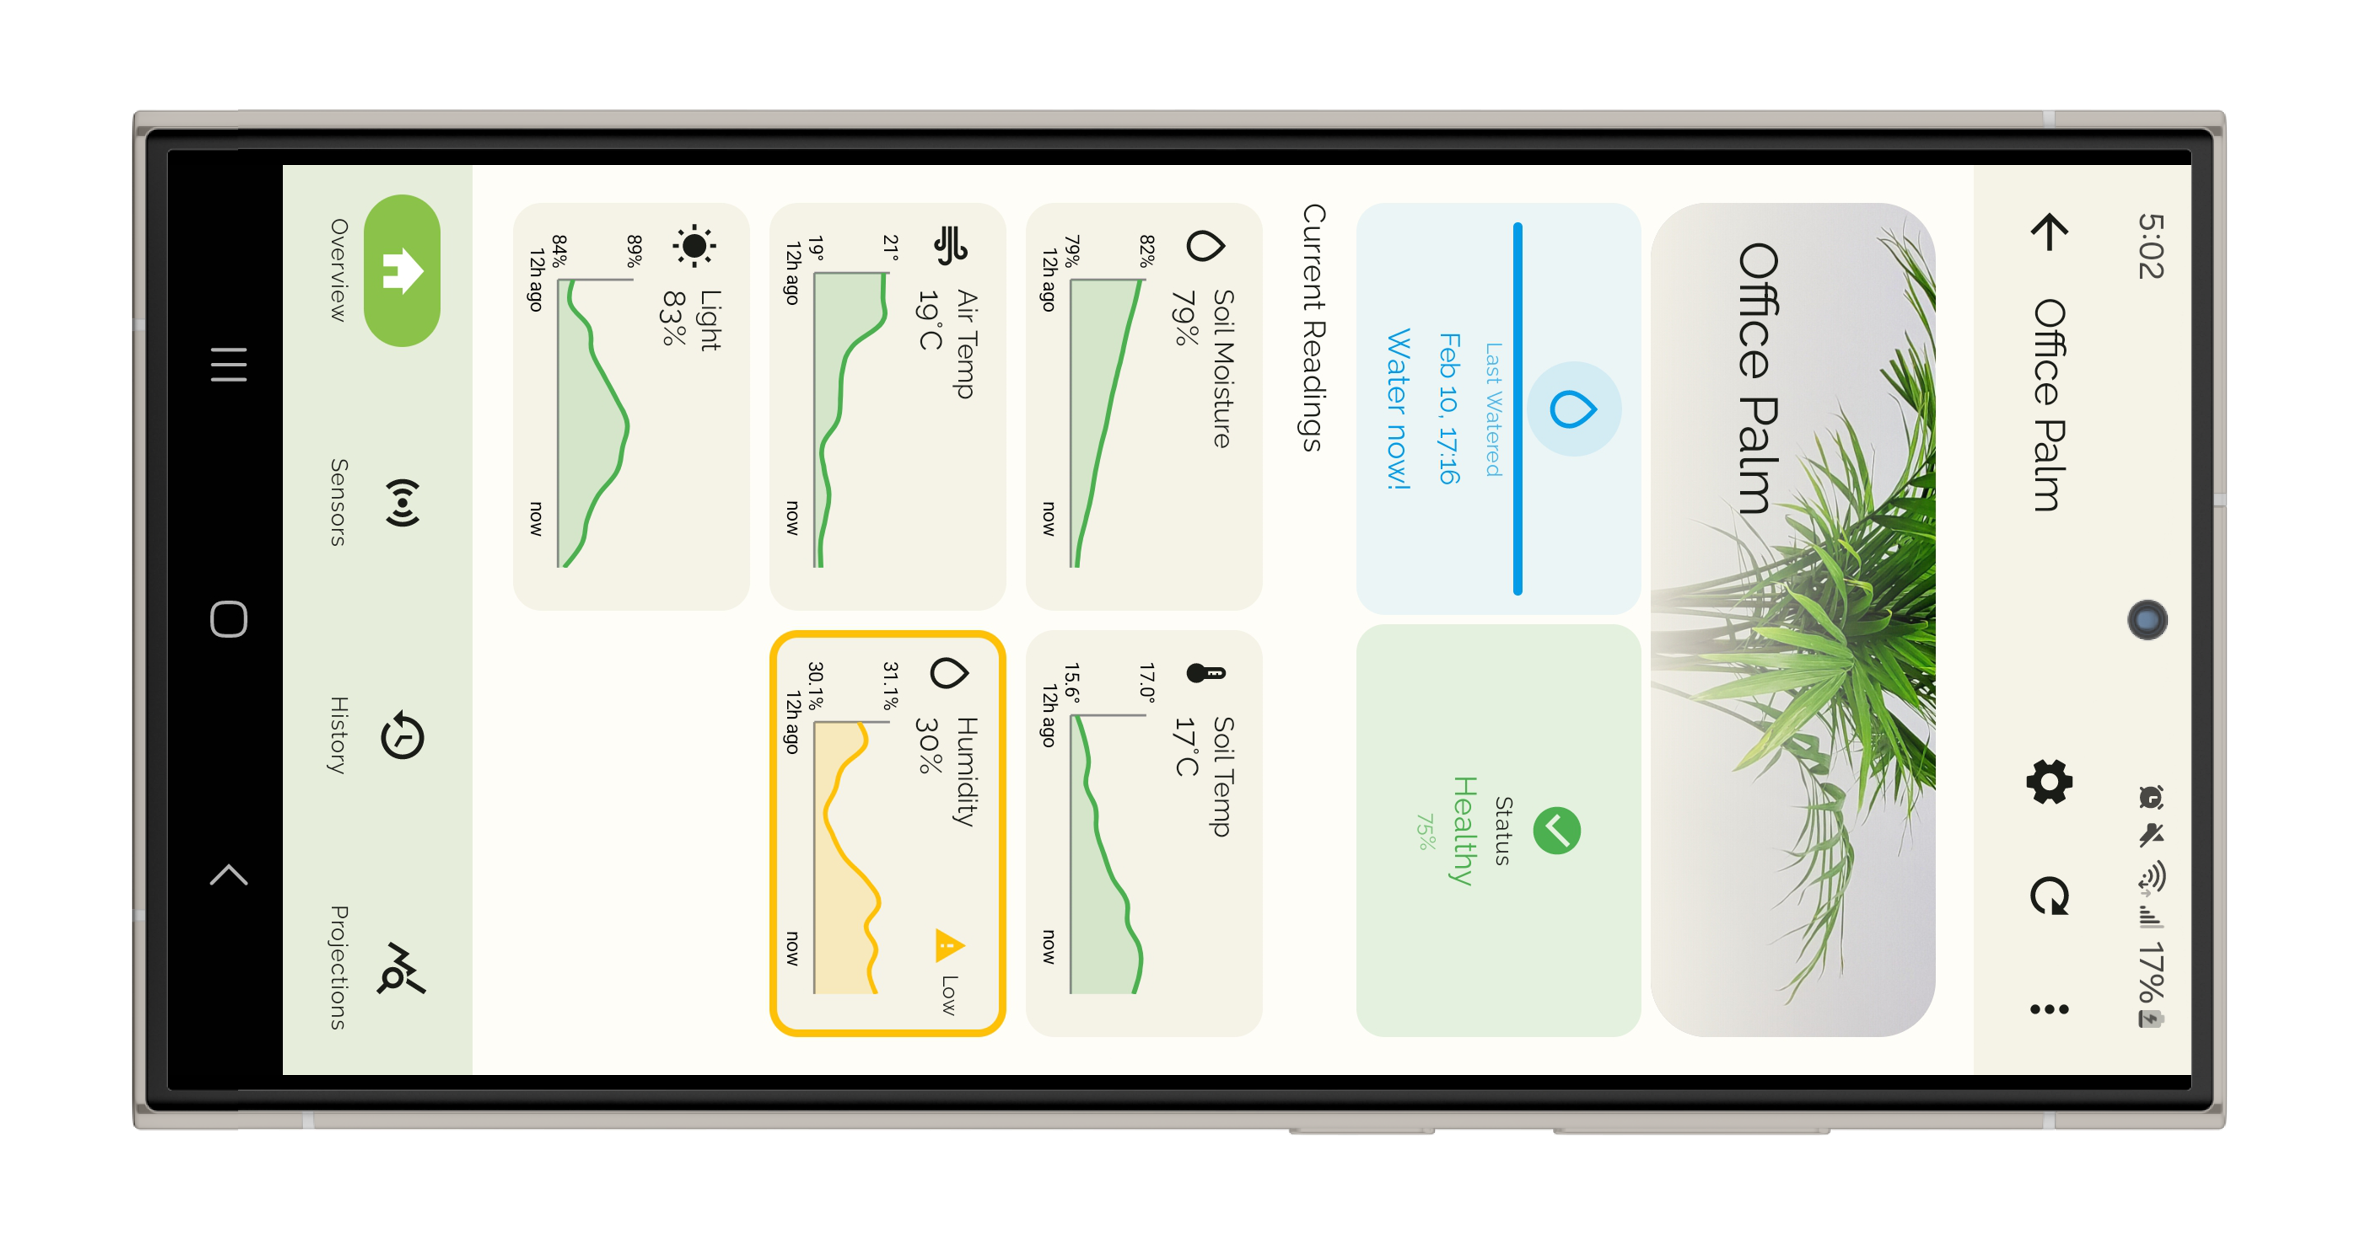 5:02
17%
Office Palm
Office Palm
Last Watered
Feb 10, 17:16
Water now!
Status
Healthy
75%
Current Readings
Soil Moisture
79%
82%
79%
12h ago
now
Soil Temp
17°C
17.0°
15.6°
12h ago
now
Air Temp
19°C
21°
19°
12h ago
now
Humidity
30%
Low
31.1%
30.1%
12h ago
now
Light
83%
89%
84%
12h ago
now
Overview
Sensors
History
Projections